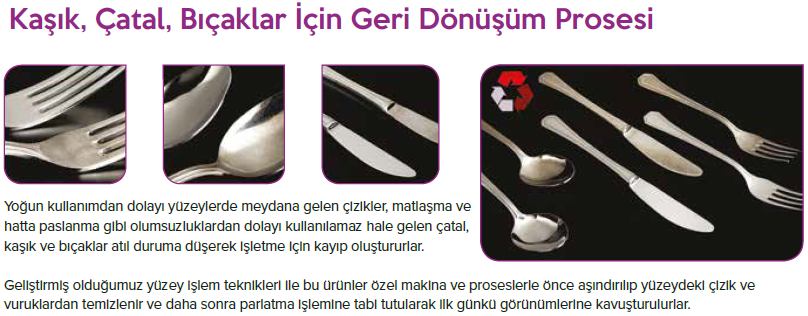 Kaşık, Çatal, Bıçaklar İçin Geri Dönüşüm Prosesi
Yoğun kullanımdan dolayı yüzeylerde meydana gelen çizikler, matlaşma ve
hatta paslanma gibi olumsuzluklardan dolayı kullanılamaz hale gelen çatal,
kaşık ve bıçaklar atıl duruma düşerek işletme için kayıp oluştururlar.
Geliştirmiş olduğumuz yüzey işlem teknikleri ile bu ürünler özel makina ve proseslerle önce aşındırılıp yüzeydeki çizik ve
vuruklardan temizlenir ve daha sonra parlatma işlemine tabi tutularak ilk günkü görünümlerine kavuşturulurlar.